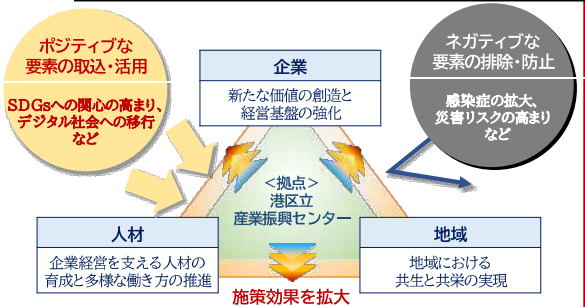 ポジティブな
要素の取込・活用
SDGsへの関心の高まり、
デジタル社会への移行
など
ネガティブな
要素の排除・防止
感染症の拡大、
災害リスクの高まり
など
企業
新たな価値の創造と
経営基盤の強化
＜拠点＞
港区立
産業振興センター
人材
企業経営を支える人材の
育成と多様な働き方の推進
地域
地域における
共生と共栄の実現
施策効果を拡大